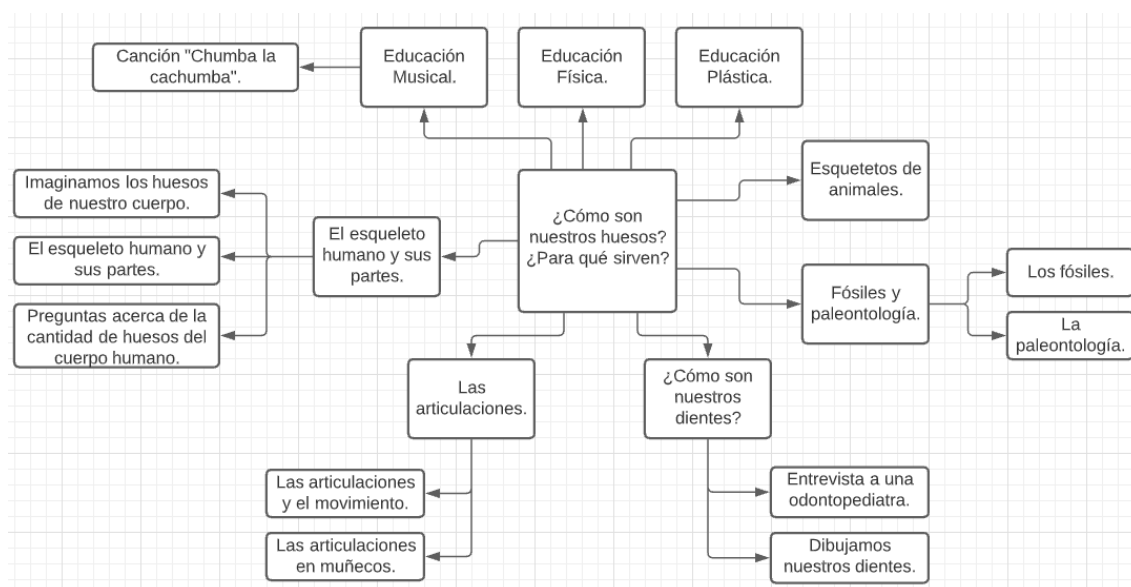 Canción "Chumba la
cachumba".
Educación
Musical.
Educación
Física.
Educación
Plástica.
Esquetetos de
animales.
Imaginamos los huesos
de nuestro cuerpo.
El esqueleto humano y
sus partes.
Preguntas acerca de la
cantidad de huesos del
cuerpo humano.
El esqueleto
humano y sus
partes.
¿Cómo son
nuestros huesos?
¿Para qué sirven?
Fósiles y
paleontología.
Los fósiles.
La
paleontología.
Las
articulaciones.
¿Cómo son
nuestros
dientes?
Las articulaciones
y el movimiento.
Las articulaciones
en muñecos.
Entrevista a una
odontopediatra.
Dibujamos
nuestros dientes.